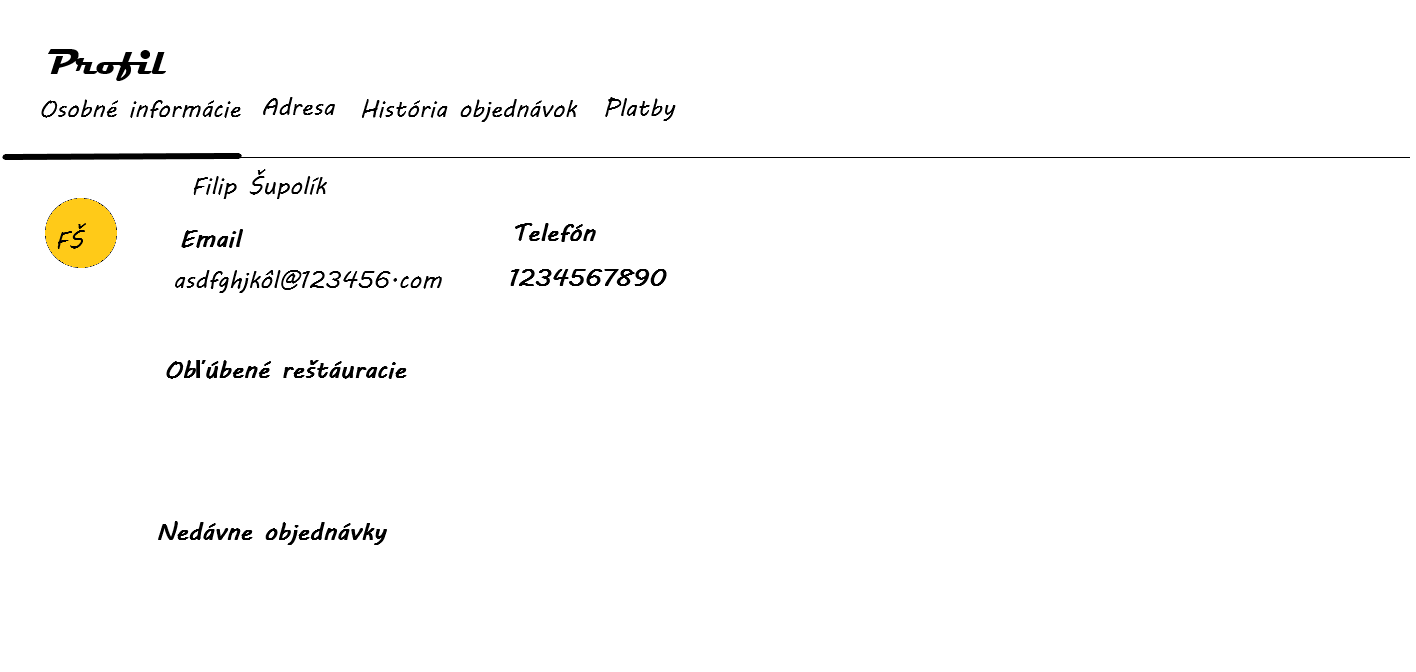 Profil
Osobné informácie Adresa História objednávok Platby
Filip Šupolík
FŠ
Email Telefón
asdfghjkôl@123456.com 1234567890
Obľúbené reštáuracie
Nedávne objednávky